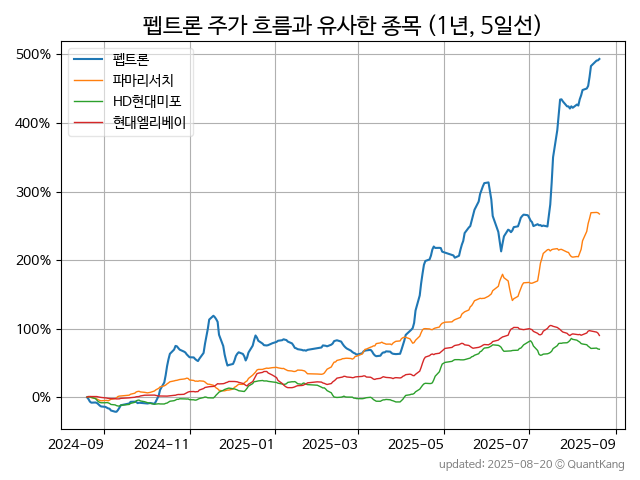 펩트론 주가 흐름과 유사한 종목 (1년, 5일선)
500%
400%
300%
200%
100%
0%
펩트론
파마리서치
HD현대미포
현대엘리베이
2024-09
2024-11
2025-01
2025-03
2025-05
2025-07
2025-09
updated: 2025-08-20 © QuantKang